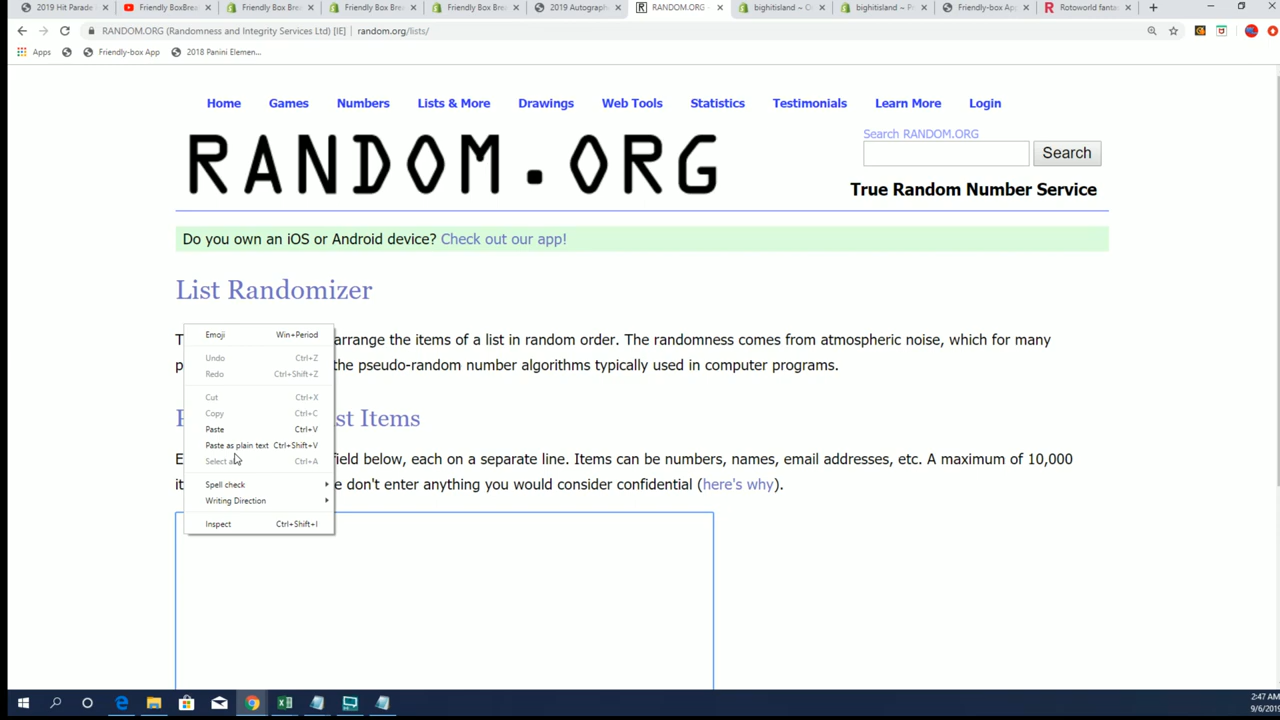 2019 Hit Parade
Friendly BoxBrea
Friendly Box Brea
Friendly Box Brea
Friendly Box Brea
2019 Autograph
RANDOM.ORG -
bighitisland ~ O
bighitisland ~ P
Friendly-box Ap
Rotoworld fanta
RANDOM.ORG (Randomness and Integrity Services Ltd) [IE] | random.org/lists/
Apps
Friendly-box App
2018 Panini Elemen...
Home Games Numbers Lists & More Drawings Web Tools Statistics Testimonials Learn More Login
RANDOM.ORG
Search RANDOM.ORG
Search
True Random Number Service
Do you own an iOS or Android device? Check out our app!
List Randomizer
T
arrange the items of a list in random order. The randomness comes from atmospheric noise, which for many
p
the pseudo-random number algorithms typically used in computer programs.
st Items
E
field below, each on a separate line. Items can be numbers, names, email addresses, etc. A maximum of 10,000
it
e don't enter anything you would consider confidential (here's why).
Emoji Win+Period
Undo Ctrl+Z
Redo Ctrl+Shift+Z
Cut Ctrl+X
Copy Ctrl+C
Paste Ctrl+V
Paste as plain text Ctrl+Shift+V
Select a Ctrl+A
Spell check
Writing Direction
Inspect Ctrl+Shift+I
2:47 AM
9/6/2019